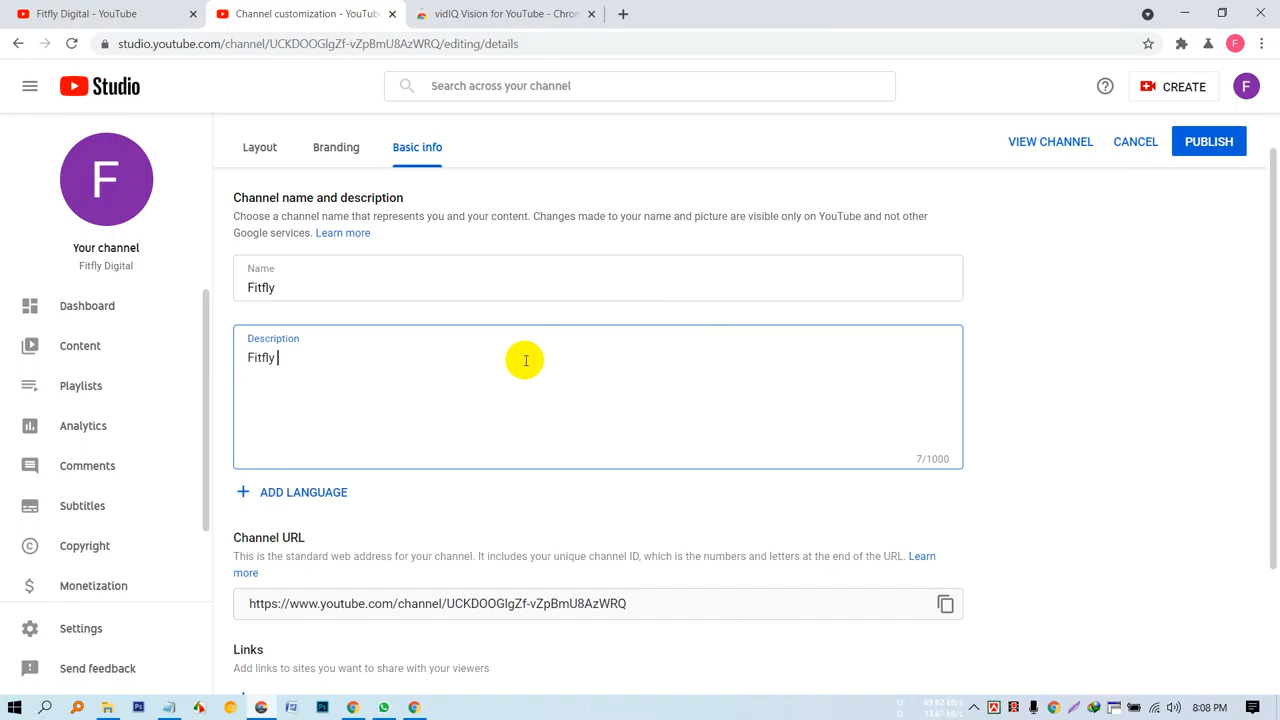 Fitfly Digital - YouTube
Channel customization - YouTube
vidIQ Vision for YouTube - Chrom
studio.youtube.com/channel/UCKDOOGlgZf-vZpBmU8AzWRQ/editing/details
F
Studio
Search across your channel
CREATE
F
F
Your channel
Fitfly Digital
Dashboard
Content
Playlists
Analytics
Comments
Subtitles
Copyright
Monetization
Settings
Send feedback
Layout
Branding
Basic info
VIEW CHANNEL
CANCEL
PUBLISH
Channel name and description
Choose a channel name that represents you and your content. Changes made to your name and picture are visible only on YouTube and not other
Google services. Learn more
Name
Fitfly
Description
Fitfly
7/1000
ADD LANGUAGE
Channel URL
This is the standard web address for your channel. It includes your unique channel ID, which is the numbers and letters at the end of the URL. Learn
more
https://www.youtube.com/channel/UCKDOOGlgZf-vZpBmU8AzWRQ
Links
Add links to sites you want to share with your viewers
U: 69.82 kB/s
D: 13.67 kB/s
8:08 PM